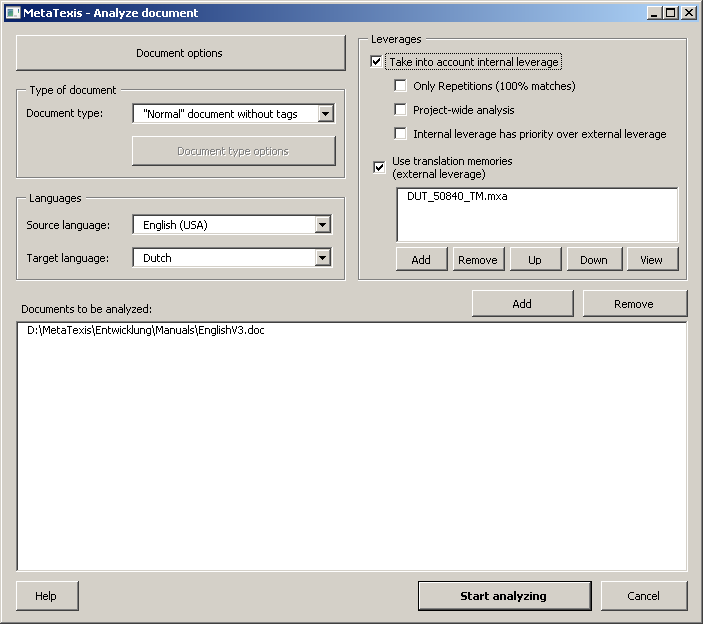 MetaTexis - Analyze document
Document options
Type of document
Document type:
"Normal" document without tags
Document type options
Languages
Source language:
English (USA)
Target language:
Dutch
Leverages
Take into account internal leverage
Only Repetitions (100% matches)
Project-wide analysis
Internal leverage has priority over external leverage
Use translation memories
(external leverage)
DUT_50840_TM.mxa
Add
Remove
Up
Down
View
Documents to be analyzed:
Add
Remove
D:\MetaTexis\Entwicklung\Manuals\EnglishV3.doc
Help
Start analyzing
Cancel